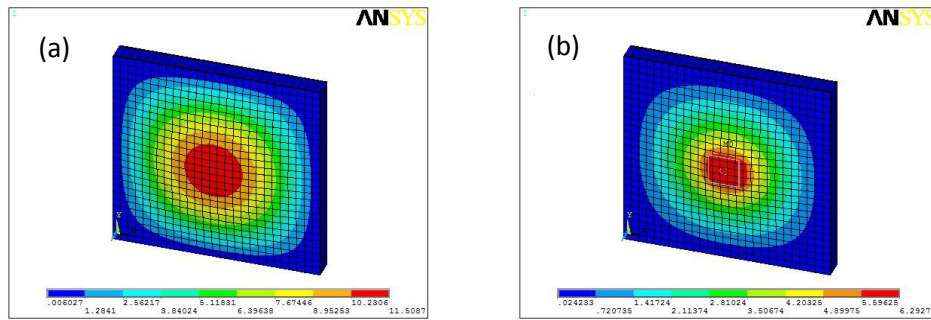 1
ANSYS
(a)
Y
.006027 2.56217 5.11831 7.67446 10.2306
1.2841 3.84024 6.39638 8.95253 11.5087
1
ANSYS
(b)
Y
.024233 1.41724 2.81024 4.20325 5.59625
.720735 2.11374 3.50674 4.89975 6.2927